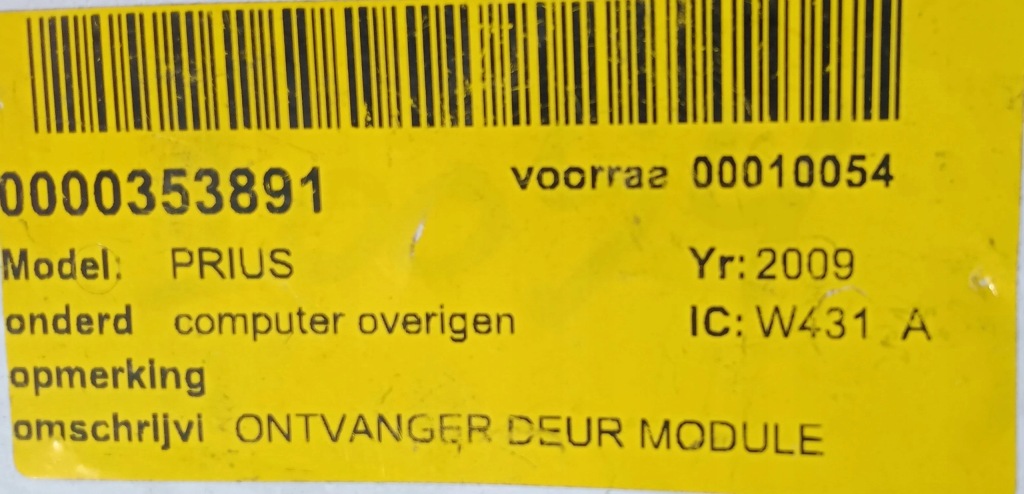 0000353891 voorraa 00010054
Model: PRIUS Yr: 2009
onderd computer overigen IC: W431 A
opmerking
omschrijvi ONTVANGER DEUR MODULE